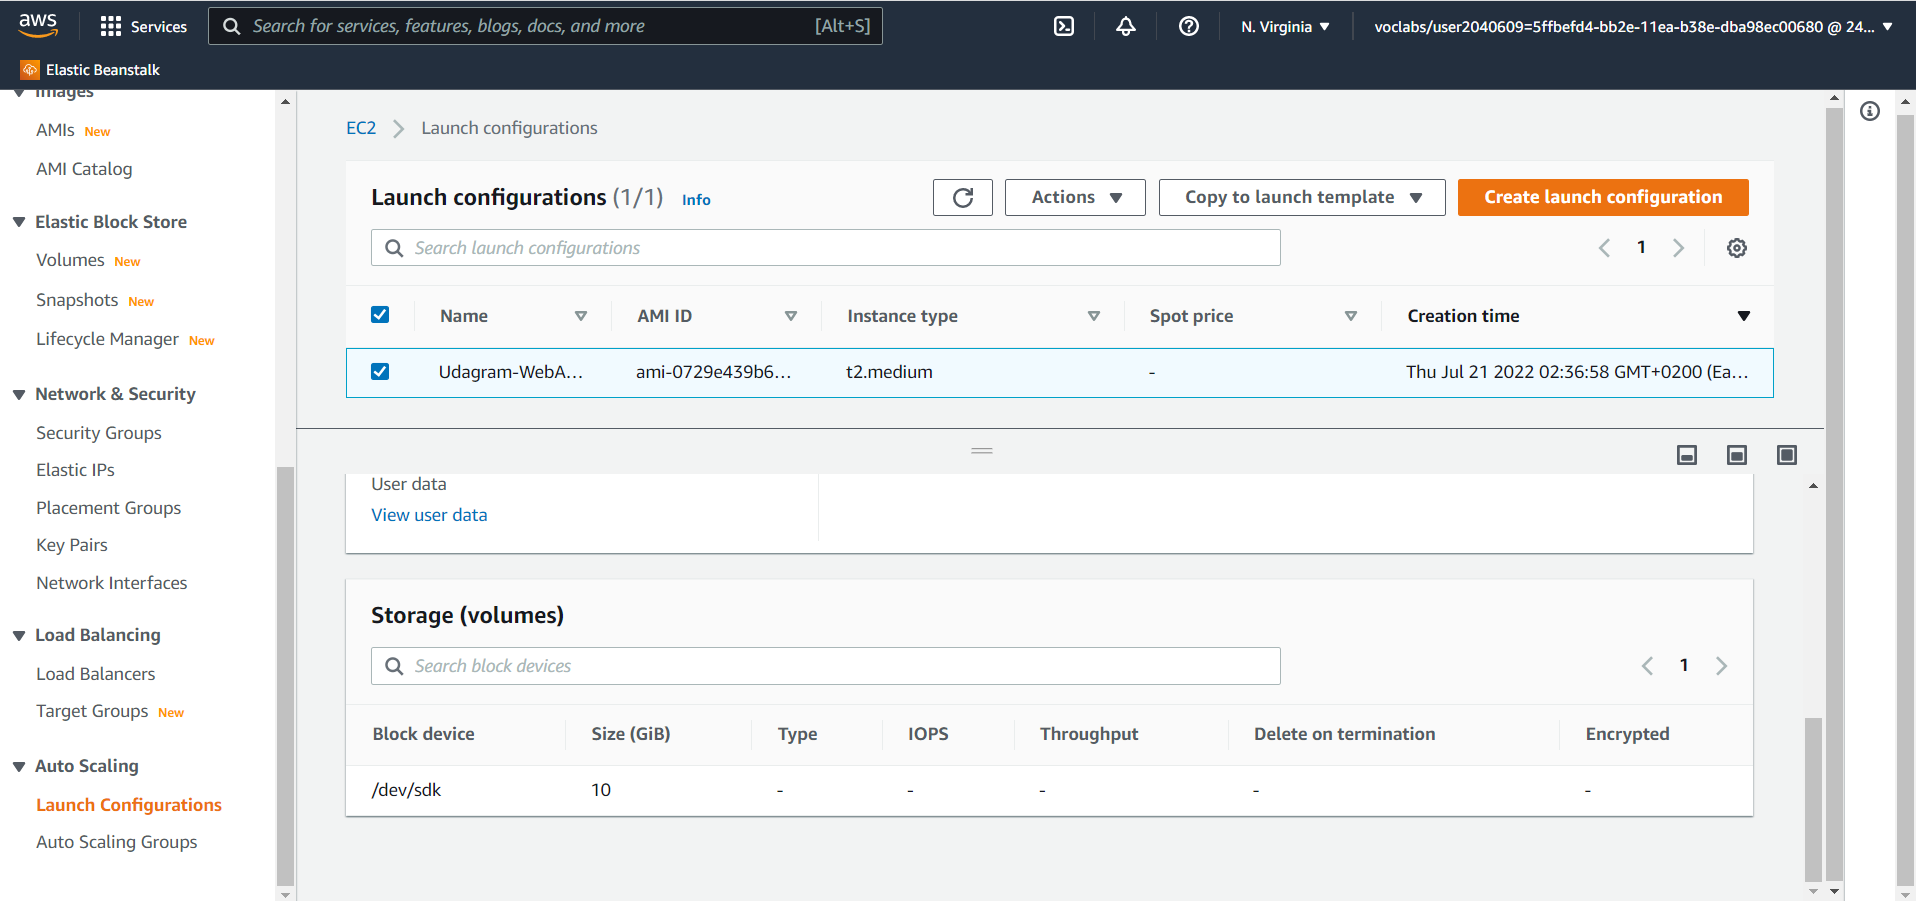 aws
Services
Search for services, features, blogs, docs, and more
[Alt+S]
N. Virginia
voclabs/user2040609=5ffbefd4-bb2e-11ea-b38e-dba98ec00680 @ 24...
Elastic Beanstalk
Images
AMIs New
AMI Catalog
Elastic Block Store
Volumes New
Snapshots New
Lifecycle Manager New
Network & Security
Security Groups
Elastic IPs
Placement Groups
Key Pairs
Network Interfaces
Load Balancing
Load Balancers
Target Groups New
Auto Scaling
Launch Configurations
Auto Scaling Groups
EC2 > Launch configurations
Launch configurations (1/1) Info
Actions
Copy to launch template
Create launch configuration
Search launch configurations
1
Name AMI ID Instance type Spot price Creation time
Udagram-WebA... ami-0729e439b6... t2.medium - Thu Jul 21 2022 02:36:58 GMT+0200 (Ea...
User data
View user data
Storage (volumes)
Search block devices
1
Block device Size (GiB) Type IOPS Throughput Delete on termination Encrypted
/dev/sdk 10 - - - - -